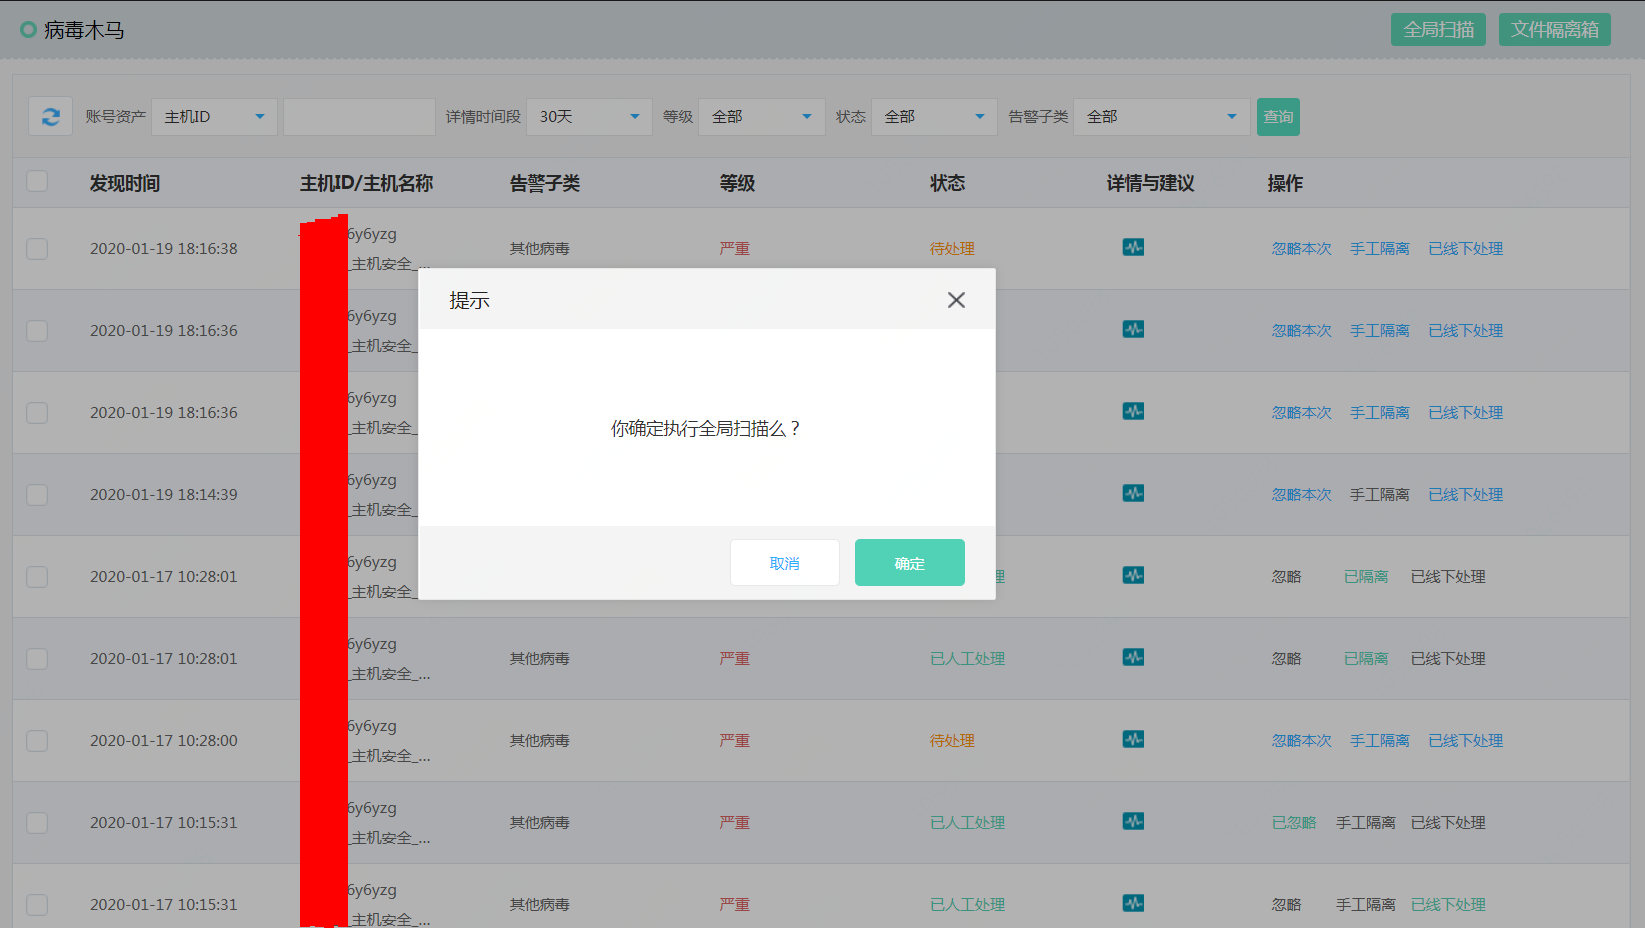 病毒木马 全局扫描 文件隔离箱
账号资产 主机ID 详情时间段 30天 等级 全部 状态 全部 告警子类 全部 查询
发现时间 主机ID/主机名称 告警子类 等级 状态 详情与建议 操作
2020-01-19 18:16:38 6y6yzg 其他病毒 严重 待处理 忽略本次 手工隔离 已线下处理
_主机安全_...
提示
2020-01-19 18:16:36 6y6yzg 忽略本次 手工隔离 已线下处理
_主机安全_
2020-01-19 18:16:36 6y6yzg 忽略本次 手工隔离 已线下处理
_主机安全_
你确定执行全局扫描么？
2020-01-19 18:14:39 6y6yzg 忽略本次 手工隔离 已线下处理
_主机安全_
取消 确定
2020-01-17 10:28:01 6y6yzg 理 忽略 已隔离 已线下处理
_主机安全_
2020-01-17 10:28:01 6y6yzg 其他病毒 严重 已人工处理 忽略 已隔离 已线下处理
_主机安全_...
2020-01-17 10:28:00 6y6yzg 其他病毒 严重 待处理 忽略本次 手工隔离 已线下处理
_主机安全_...
2020-01-17 10:15:31 6y6yzg 其他病毒 严重 已人工处理 已忽略 手工隔离 已线下处理
_主机安全_...
2020-01-17 10:15:31 6y6yzg 其他病毒 严重 已人工处理 忽略 手工隔离 已线下处理
_主机安全_...